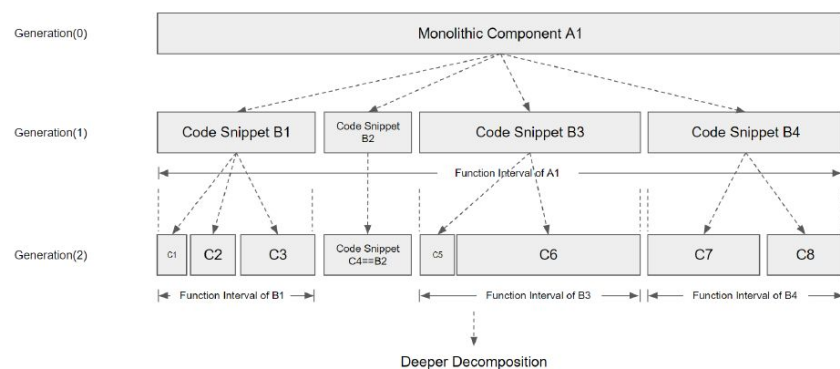 Generation(0)
Monolithic Component A1
Generation(1)
Code Snippet B1
Code Snippet
B2
Code Snippet B3
Code Snippet B4
Function Interval of A1
Generation(2)
C1
C2
C3
Code Snippet
C4==B2
C5
C6
C7
C8
Function Interval of B1
Function Interval of B3
Function Interval of B4
Deeper Decomposition